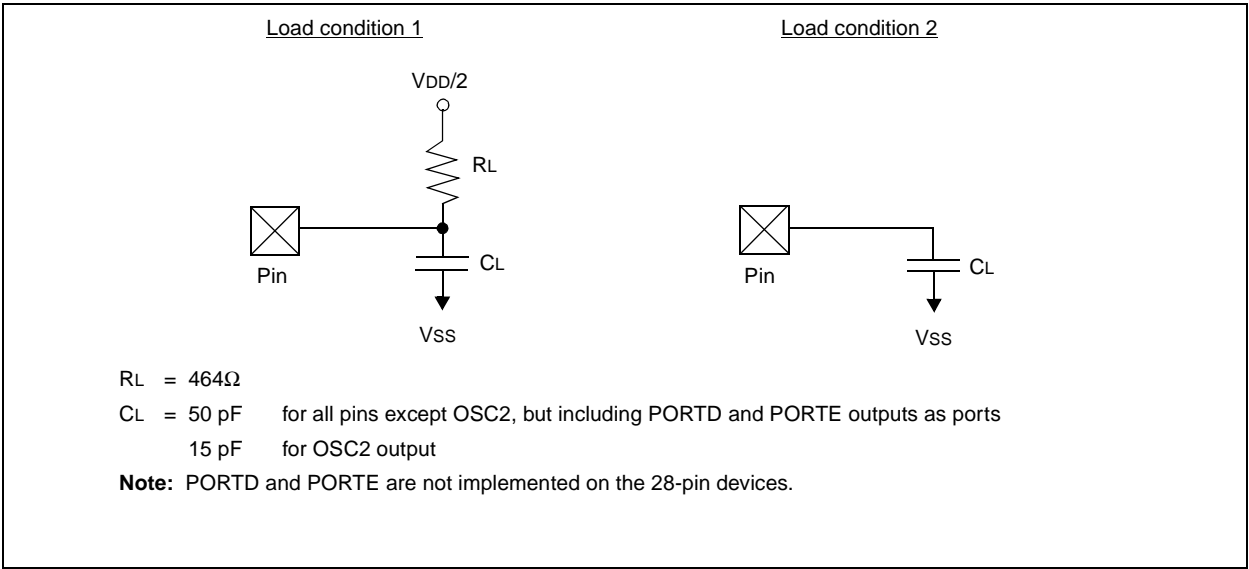 Load condition 1
Load condition 2
VDD/2
RL
Pin
CL
VSS
Pin
CL
VSS
RL = 464Ω
CL = 50 pF for all pins except OSC2, but including PORTD and PORTE outputs as ports
15 pF for OSC2 output
Note: PORTD and PORTE are not implemented on the 28-pin devices.